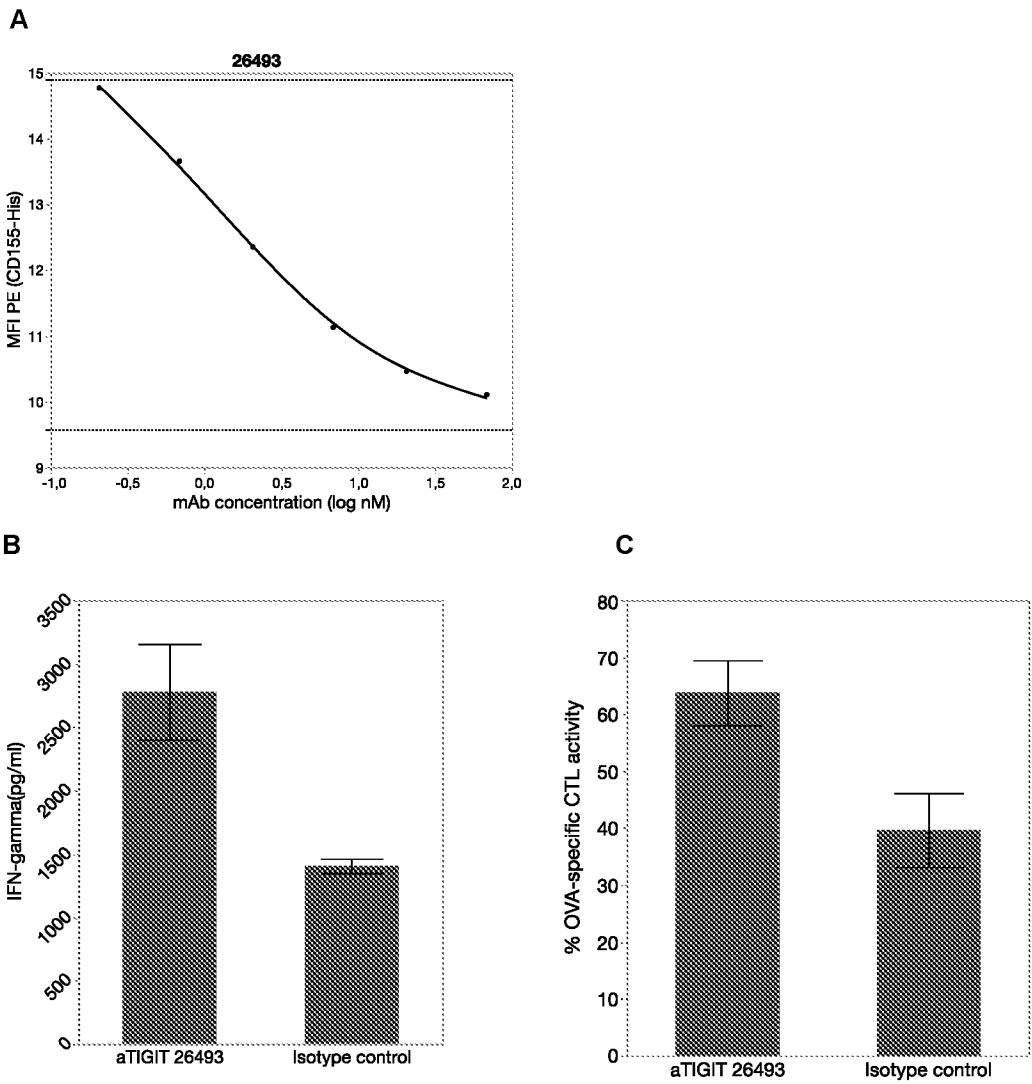 A
26493
15
14
13
12
11
10
9
MFI PE (CD155-His)
-1,0 -0,5 0,0 0,5 1,0 1,5 2,0
mAb concentration (log nM)
B
3500
3000
2500
2000
1500
1000
500
0
IFN-gamma(pg/ml)
aTIGIT 26493 Isotype control
C
80
70
60
50
40
30
20
10
0
% OVA-specific CTL activity
aTIGIT 26493 Isotype control